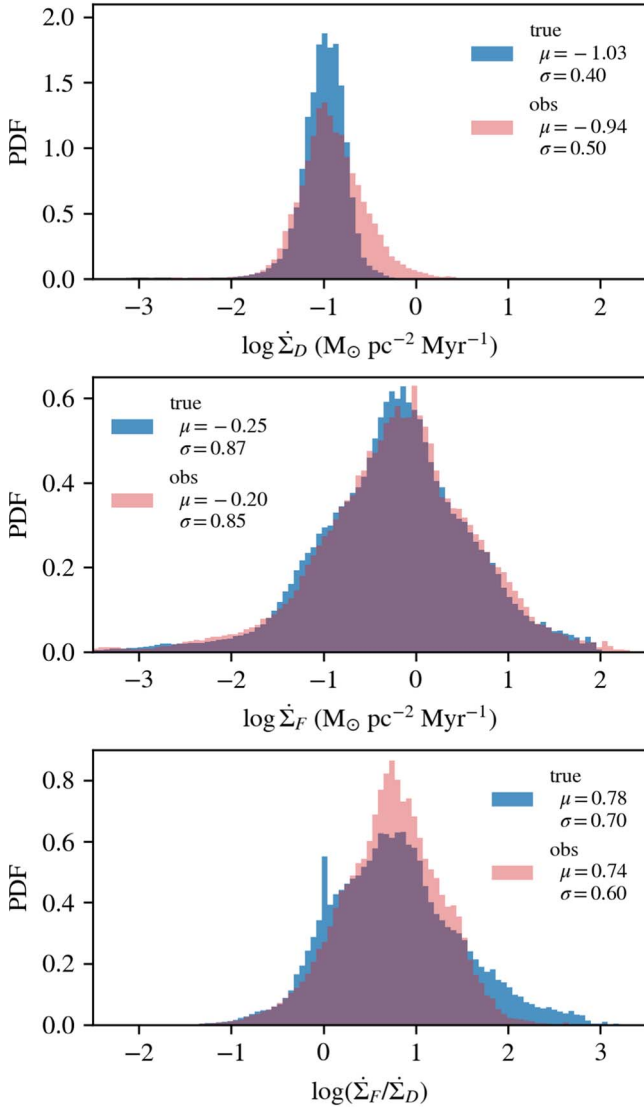 2.0
1.5
1.0
0.5
0.0
PDF
true
μ = −1.03
σ = 0.40
obs
μ = −0.94
σ = 0.50
−3 −2 −1 0 1 2
log Σ̇_D (M⊙ pc⁻² Myr⁻¹)
0.6
0.4
0.2
0.0
PDF
true
μ = −0.25
σ = 0.87
obs
μ = −0.20
σ = 0.85
−3 −2 −1 0 1 2
log Σ̇_F (M⊙ pc⁻² Myr⁻¹)
0.8
0.6
0.4
0.2
0.0
PDF
true
μ = 0.78
σ = 0.70
obs
μ = 0.74
σ = 0.60
−2 −1 0 1 2 3
log(Σ̇_F/Σ̇_D)